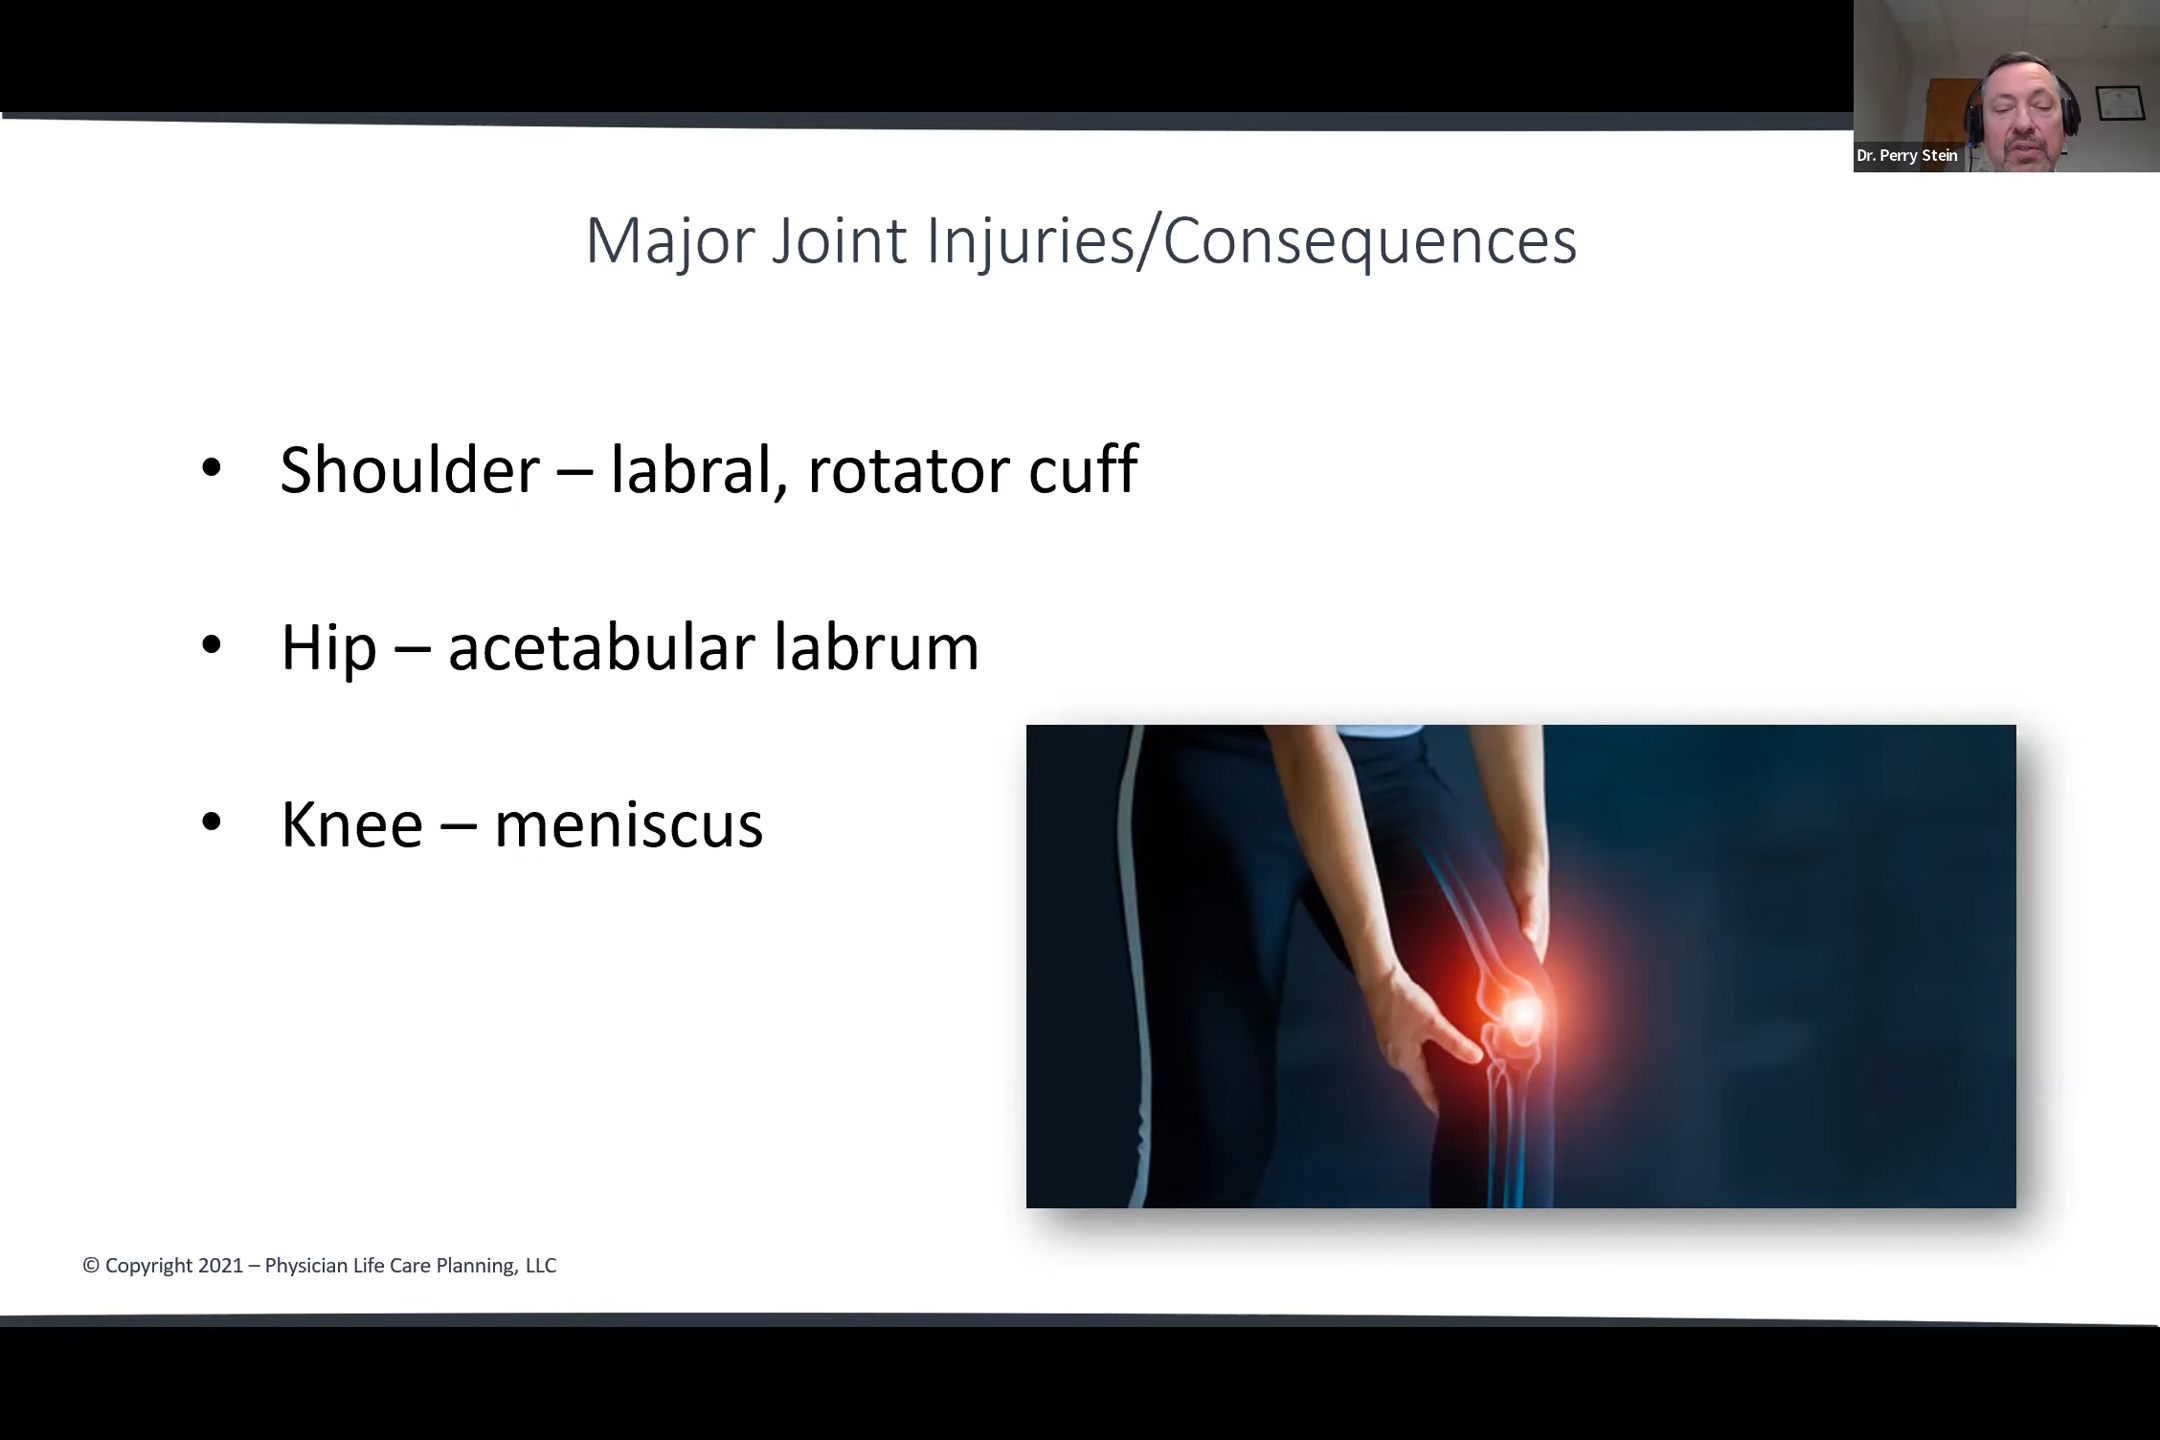 Dr. Perry Stein
Major Joint Injuries/Consequences
• Shoulder – labral, rotator cuff
• Hip – acetabular labrum
• Knee – meniscus
© Copyright 2021 – Physician Life Care Planning, LLC